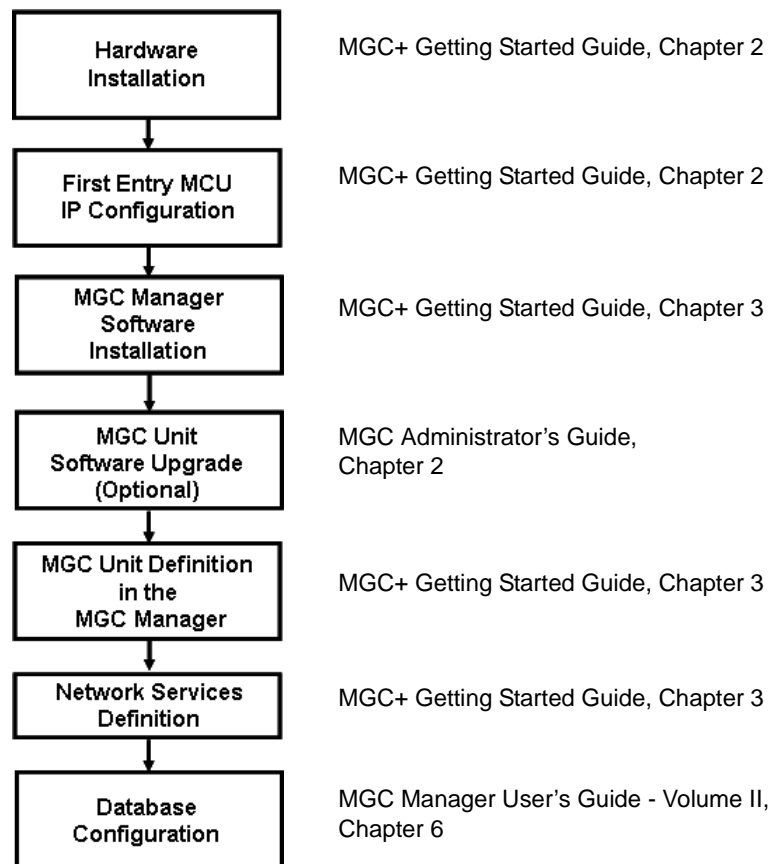 Hardware
Installation
MGC+ Getting Started Guide, Chapter 2
First Entry MCU
IP Configuration
MGC+ Getting Started Guide, Chapter 2
MGC Manager
Software
Installation
MGC+ Getting Started Guide, Chapter 3
MGC Unit
Software Upgrade
(Optional)
MGC Administrator’s Guide,
Chapter 2
MGC Unit Definition
in the
MGC Manager
MGC+ Getting Started Guide, Chapter 3
Network Services
Definition
MGC+ Getting Started Guide, Chapter 3
Database
Configuration
MGC Manager User’s Guide - Volume II,
Chapter 6